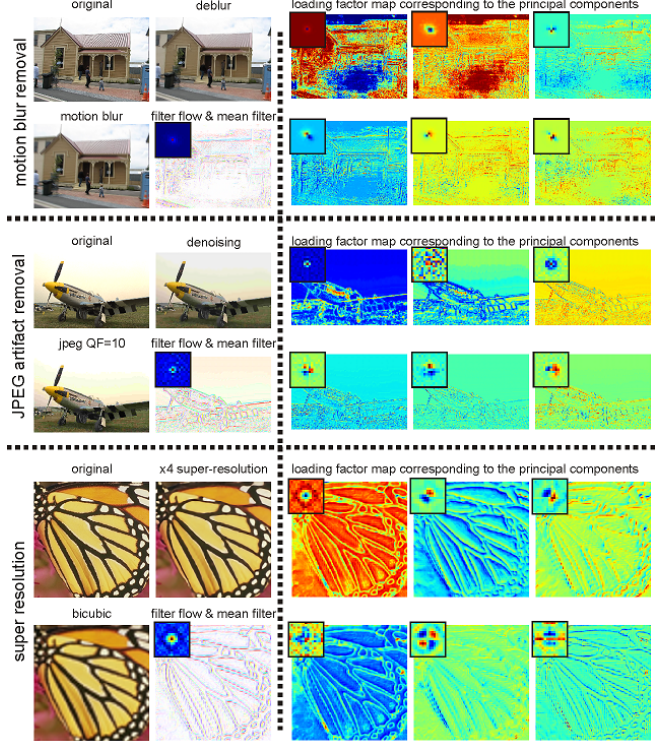 original
deblur
loading factor map corresponding to the principal components
motion blur removal
motion blur
filter flow & mean filter
original
denoising
loading factor map corresponding to the principal components
JPEG artifact removal
jpeg QF=10
filter flow & mean filter
original
x4 super-resolution
loading factor map corresponding to the principal components
super resolution
bicubic
filter flow & mean filter